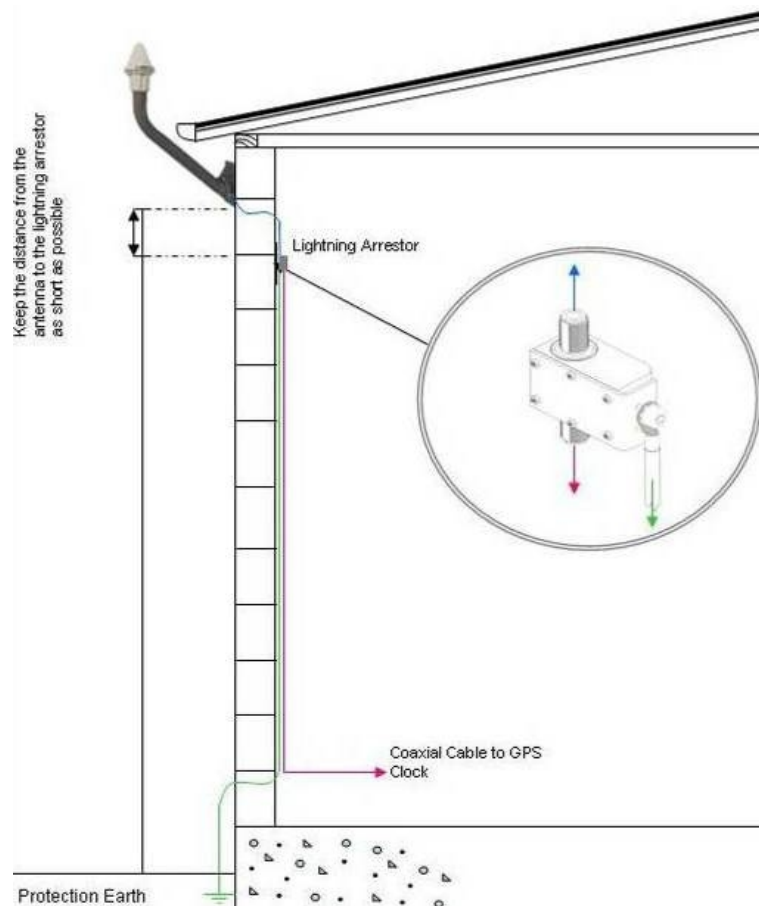 Keep the distance from the
antenna to the lightning arrestor
as short as possible
Lightning Arrestor
Coaxial Cable to GPS
Clock
Protection Earth